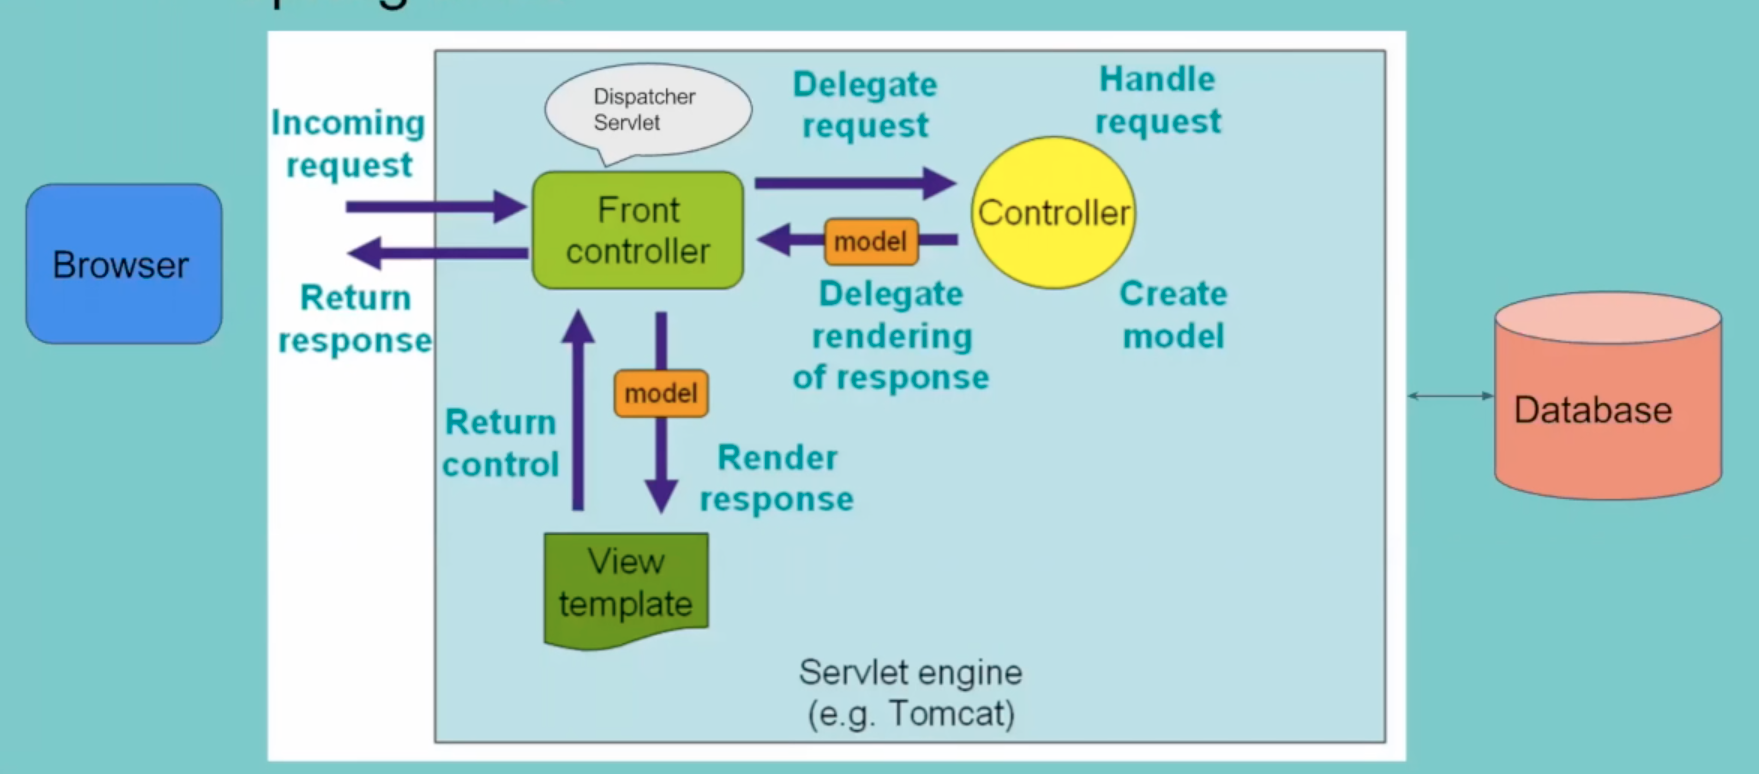 Incoming
request
Dispatcher
Servlet
Delegate
request
Handle
request
Front
controller
Controller
model
Browser
Return
response
Delegate
rendering
of response
Create
model
model
Return
control
Render
response
Database
View
template
Servlet engine
(e.g. Tomcat)